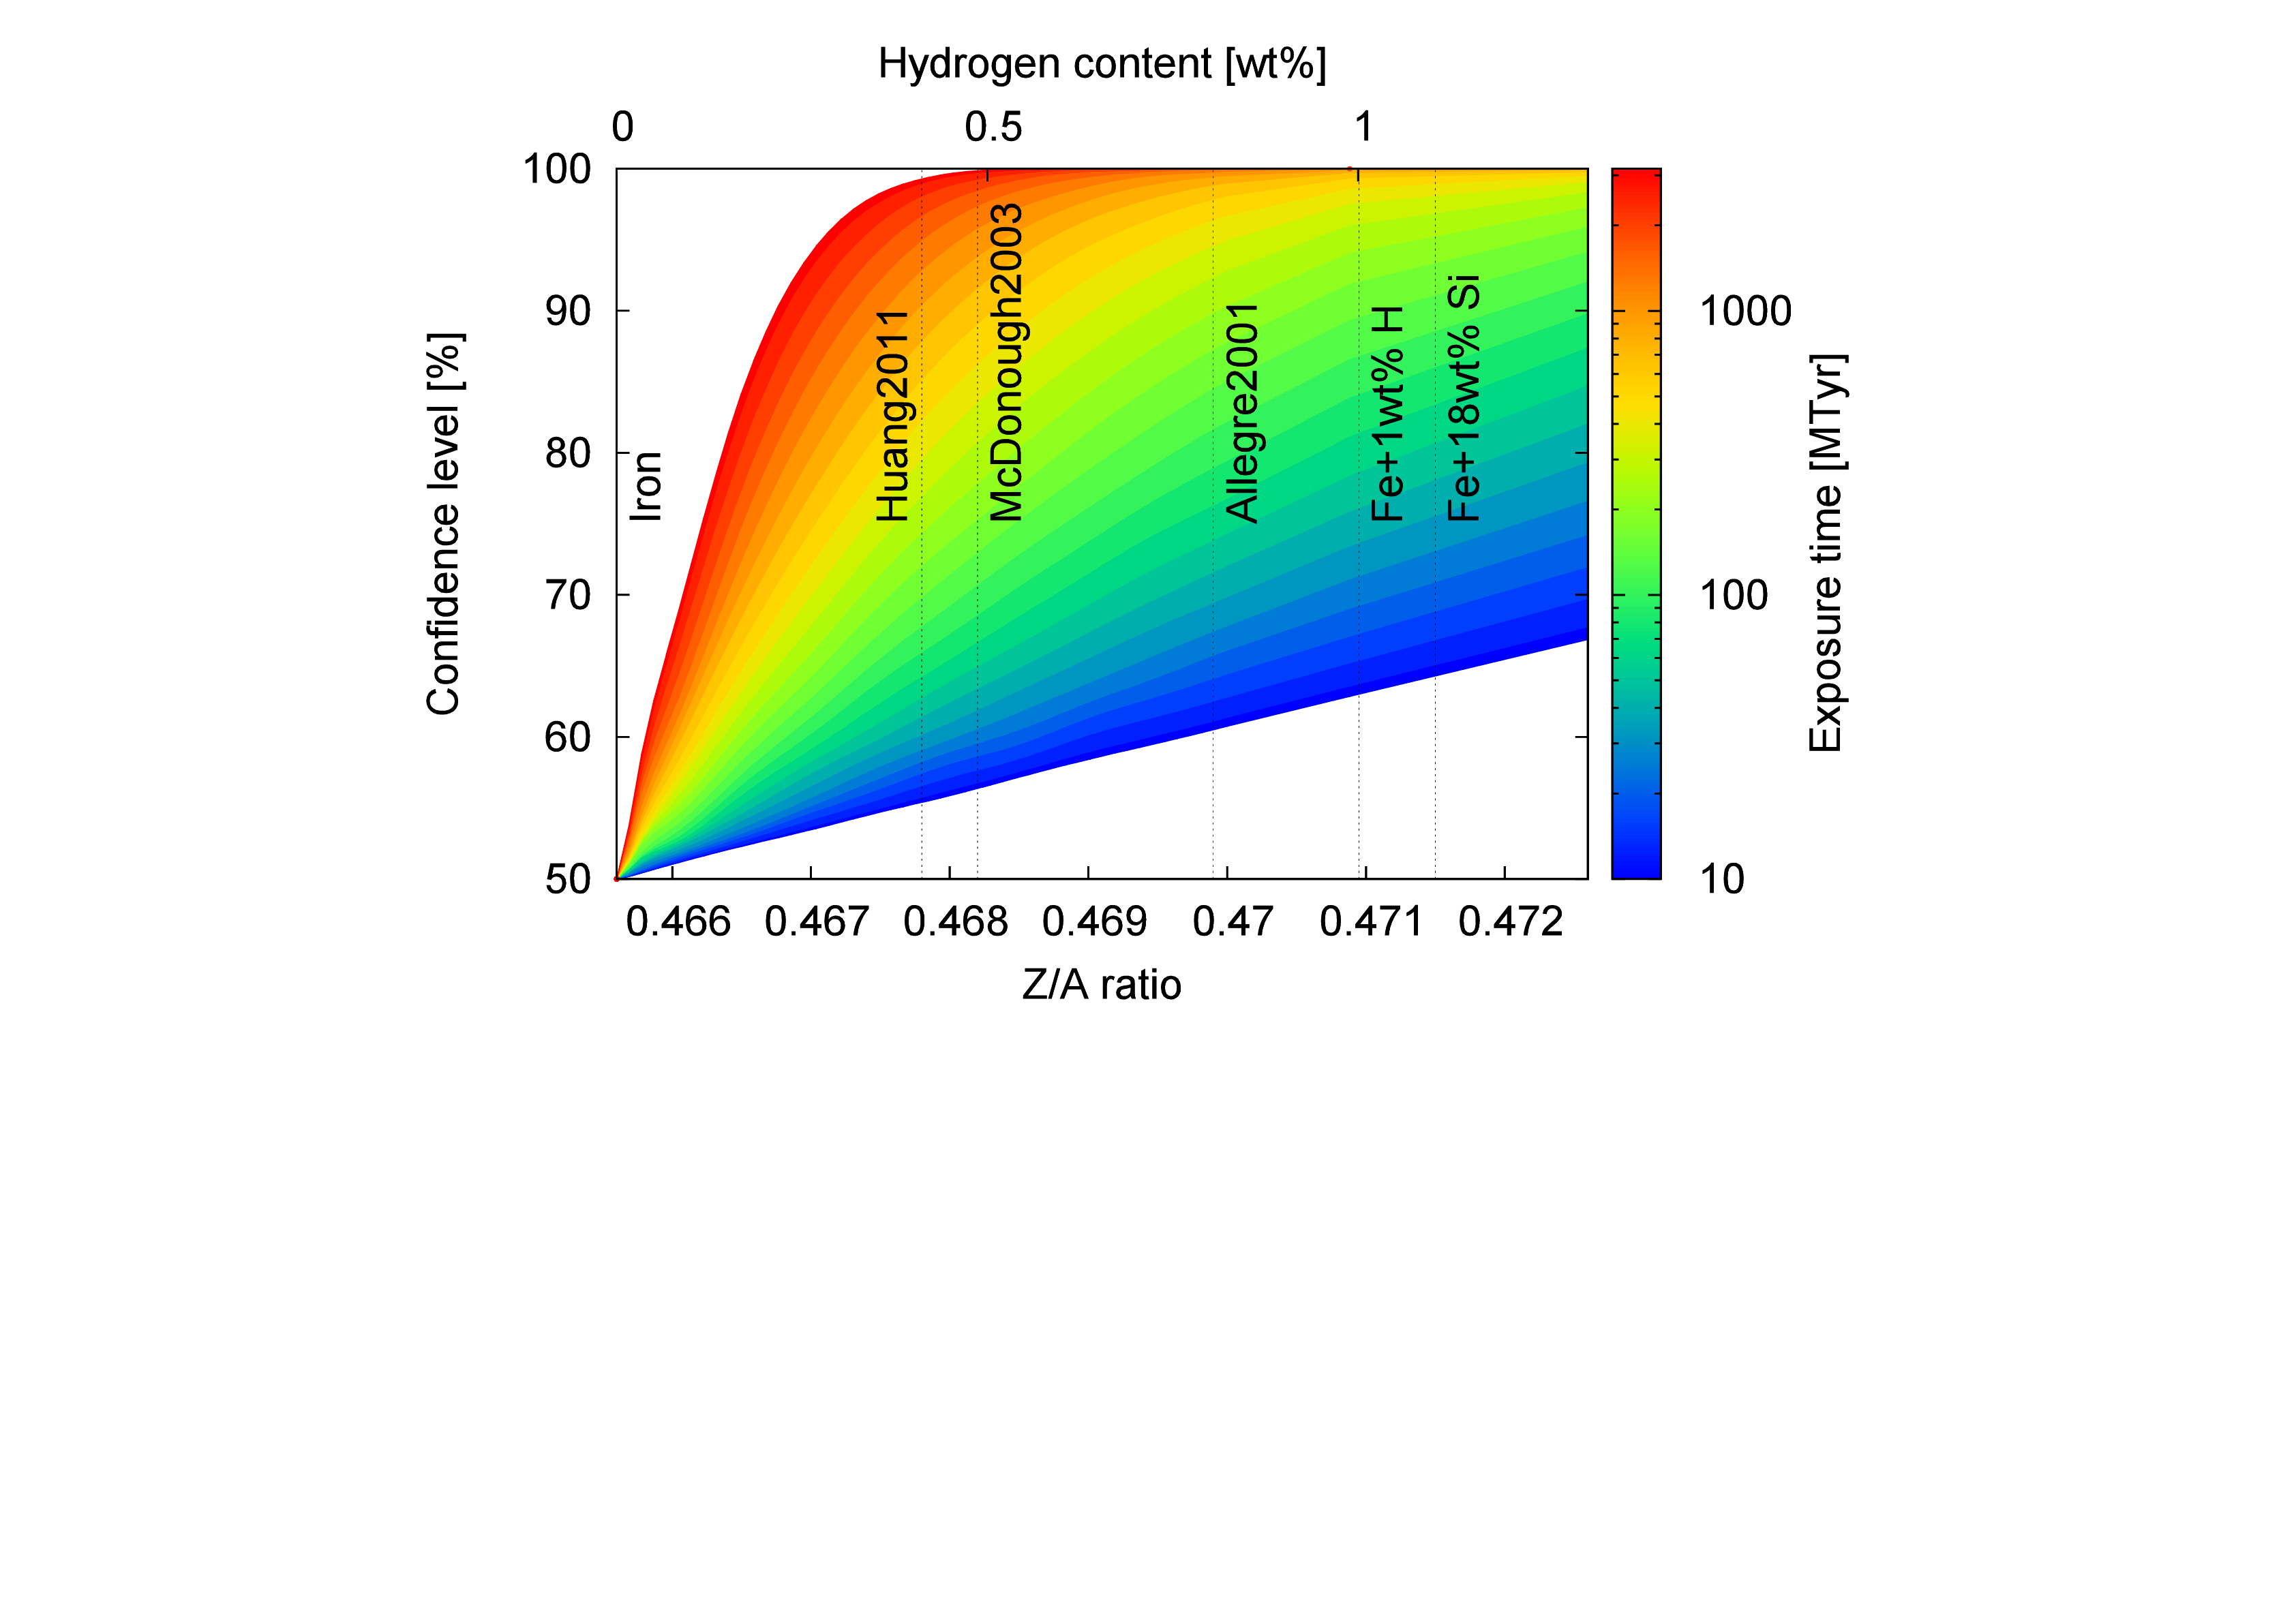 Hydrogen content [wt%]
0 0.5 1
100
90
80
70
60
50
Confidence level [%]
Iron
Huang2011
McDonough2003
Allegre2001
Fe+1wt% H
Fe+18wt% Si
0.466 0.467 0.468 0.469 0.47 0.471 0.472
Z/A ratio
1000
100
10
Exposure time [MTyr]